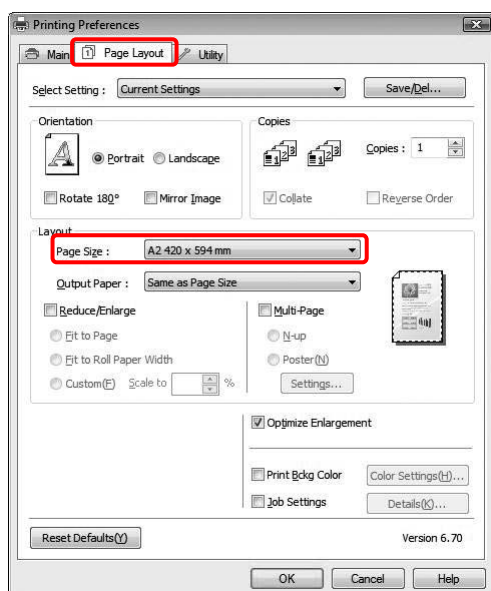 Printing Preferences
Main
Page Layout
Utility
Select Setting : Current Settings Save/Del...
Orientation
Portrait Landscape
Rotate 180° Mirror Image
Copies
Copies : 1
Collate Reverse Order
Layout
Page Size : A2 420 x 594 mm
Output Paper : Same as Page Size
Reduce/Enlarge
Fit to Page
Fit to Roll Paper Width
Custom(F) Scale to %
Multi-Page
N-up
Poster(N)
Settings...
Optimize Enlargement
Print Bckg Color Color Settings(H)...
Job Settings Details(K)...
Reset Defaults(Y) Version 6.70
OK Cancel Help